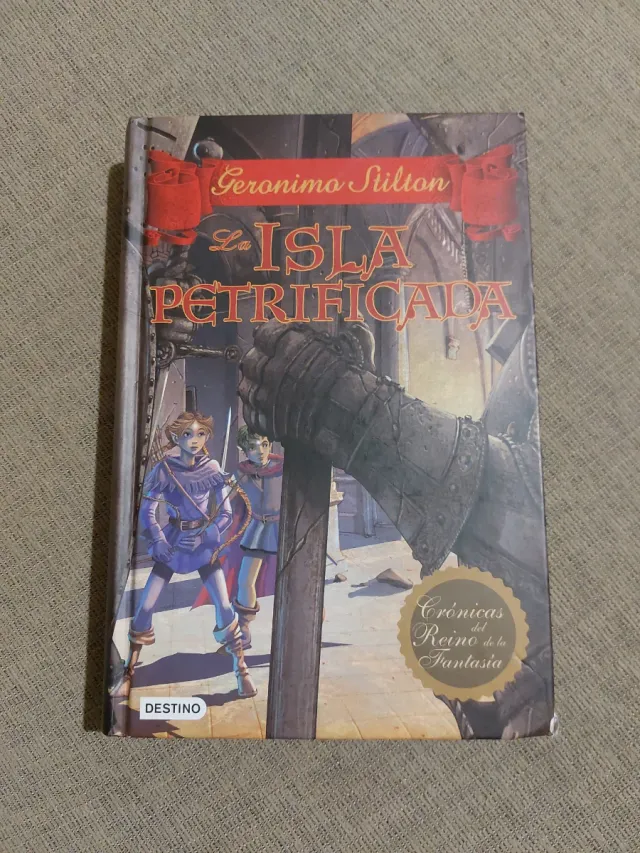 Geronimo Stilton
La ISLA
PETRIFICADA
Crónicas
del
Reino de la
Fantasía
DESTINO